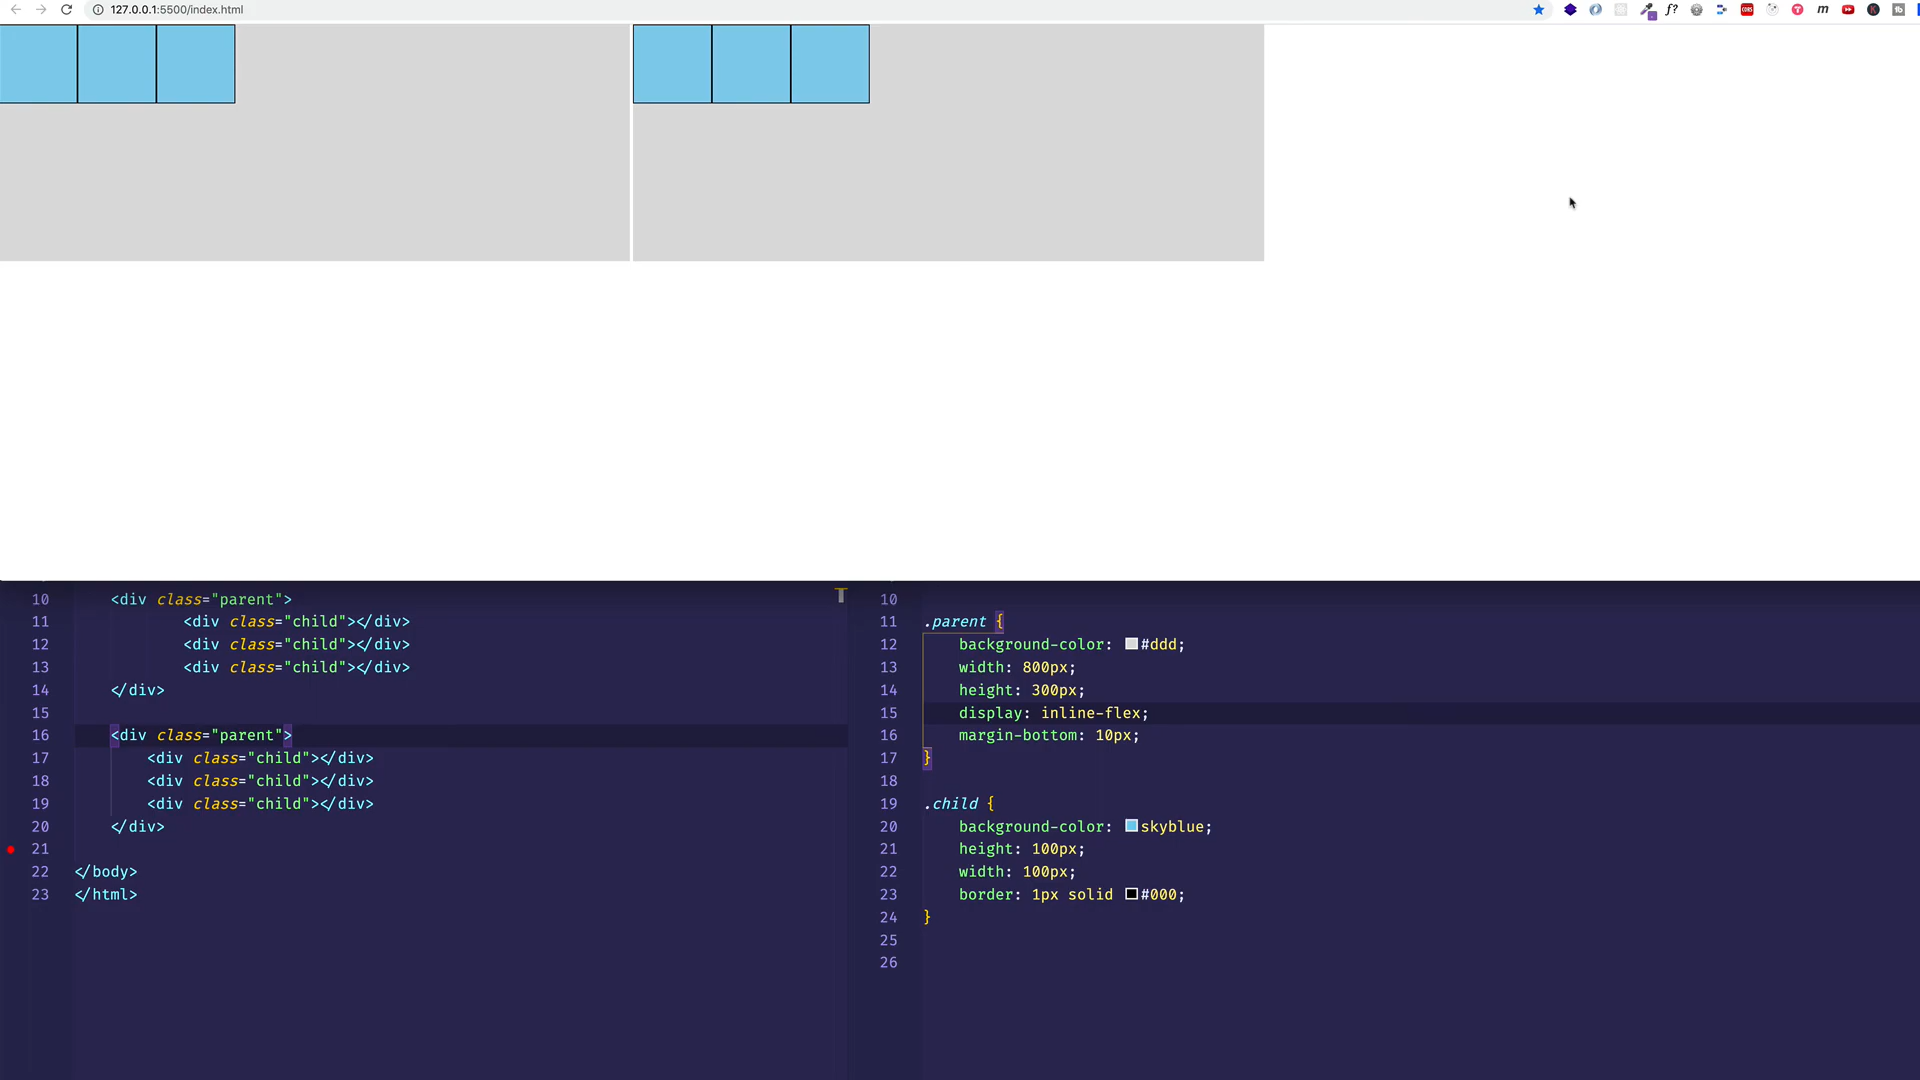 127.0.0.1:5500/index.html
f?
CORS
T
m
K
tb
10 <div class="parent">
11 <div class="child"></div>
12 <div class="child"></div>
13 <div class="child"></div>
14 </div>
15
16 <div class="parent">
17 <div class="child"></div>
18 <div class="child"></div>
19 <div class="child"></div>
20 </div>
21
22 </body>
23 </html>
10
11 .parent {
12 background-color: #ddd;
13 width: 800px;
14 height: 300px;
15 display: inline-flex;
16 margin-bottom: 10px;
17 }
18
19 .child {
20 background-color: skyblue;
21 height: 100px;
22 width: 100px;
23 border: 1px solid #000;
24 }
25
26